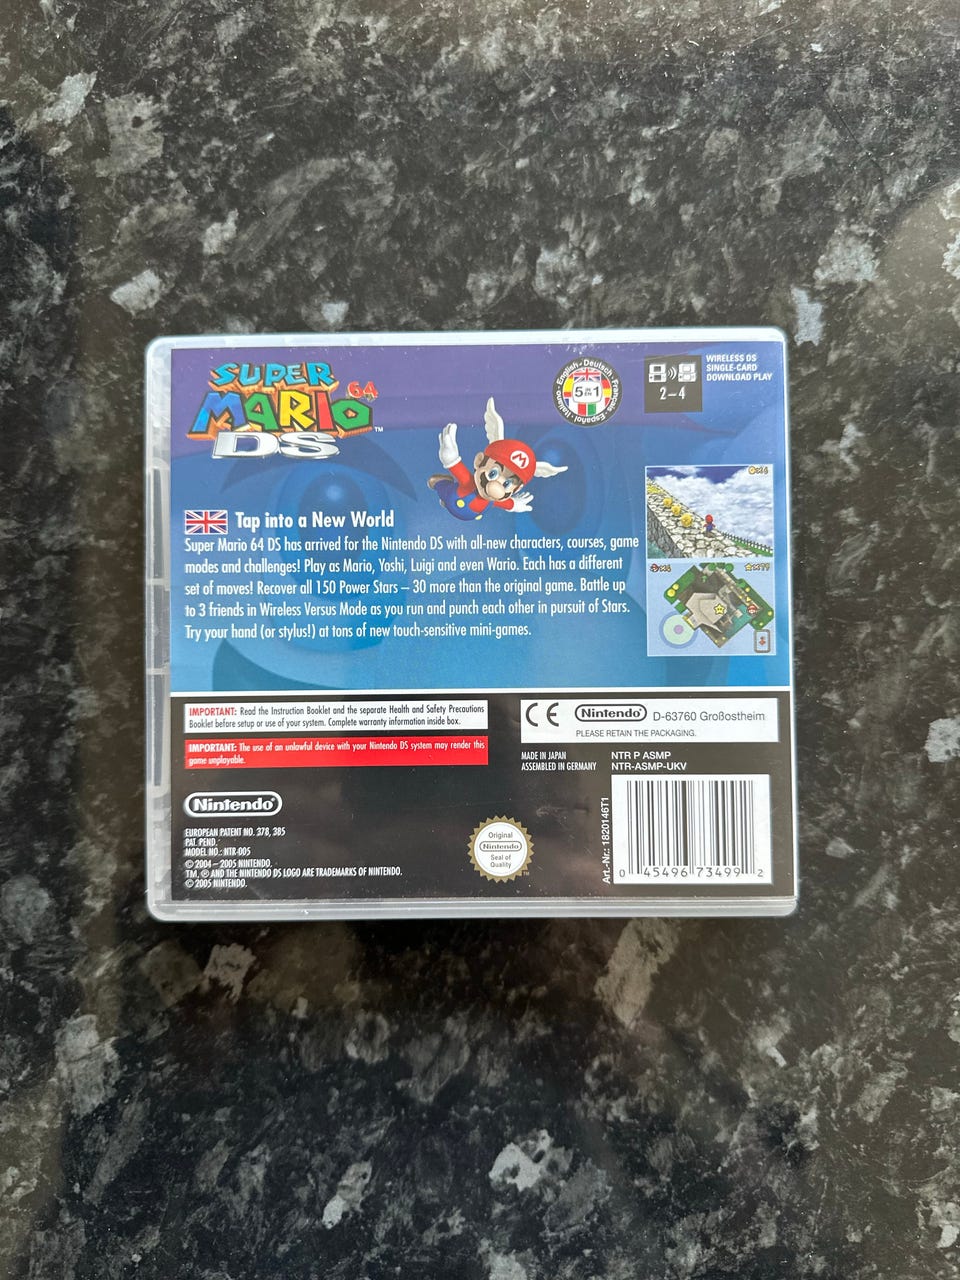 SUPER
MARIO 64 ™
DS
English • Deutsch • Français • Español • Italiano •
5 IN EN 1
WIRELESS DS
SINGLE-CARD
DOWNLOAD PLAY
2–4
M
Tap into a New World
Super Mario 64 DS has arrived for the Nintendo DS with all-new characters, courses, game
modes and challenges! Play as Mario, Yoshi, Luigi and even Wario. Each has a different
set of moves! Recover all 150 Power Stars – 30 more than the original game. Battle up
to 3 friends in Wireless Versus Mode as you run and punch each other in pursuit of Stars.
Try your hand (or stylus!) at tons of new touch-sensitive mini-games.
IMPORTANT: Read the Instruction Booklet and the separate Health and Safety Precautions
Booklet before setup or use of your system. Complete warranty information inside box.
IMPORTANT: The use of an unlawful device with your Nintendo DS system may render this
game unplayable.
CE Nintendo® D-63760 Großostheim
PLEASE RETAIN THE PACKAGING.
MADE IN JAPAN
ASSEMBLED IN GERMANY
NTR P ASMP
NTR-ASMP-UKV
Nintendo®
EUROPEAN PATENT NO. 378, 385
PAT. PEND.
MODEL NO.: NTR-005
© 2004 – 2005 NINTENDO.
TM, ® AND THE NINTENDO DS LOGO ARE TRADEMARKS OF NINTENDO.
© 2005 NINTENDO.
Original
Nintendo®
Seal of
Quality
™
Art.-Nr.: 1820146T1
0 45496 73499 2